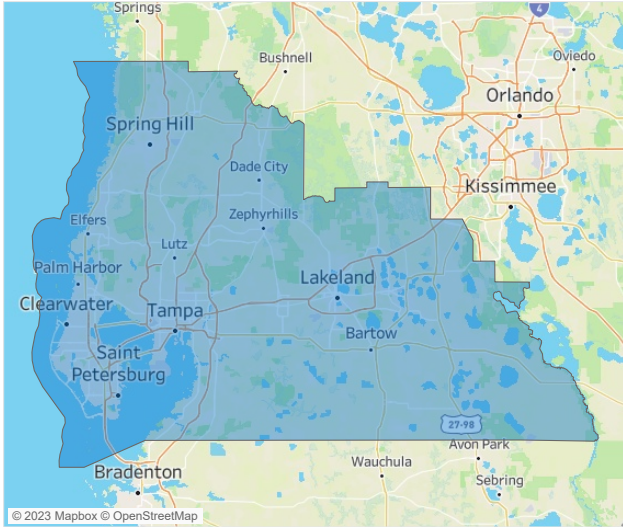 Springs
4
Oviedo
Bushnell
Orlando
Spring Hill
Dade City
Kissimmee
Elfers
Zephyrhills
Lutz
Palm Harbor
Lakeland
Clearwater
Tampa
Bartow
Saint
Petersburg
27-98
Avon Park
Wauchula
Bradenton
Sebring
© 2023 Mapbox © OpenStreetMap